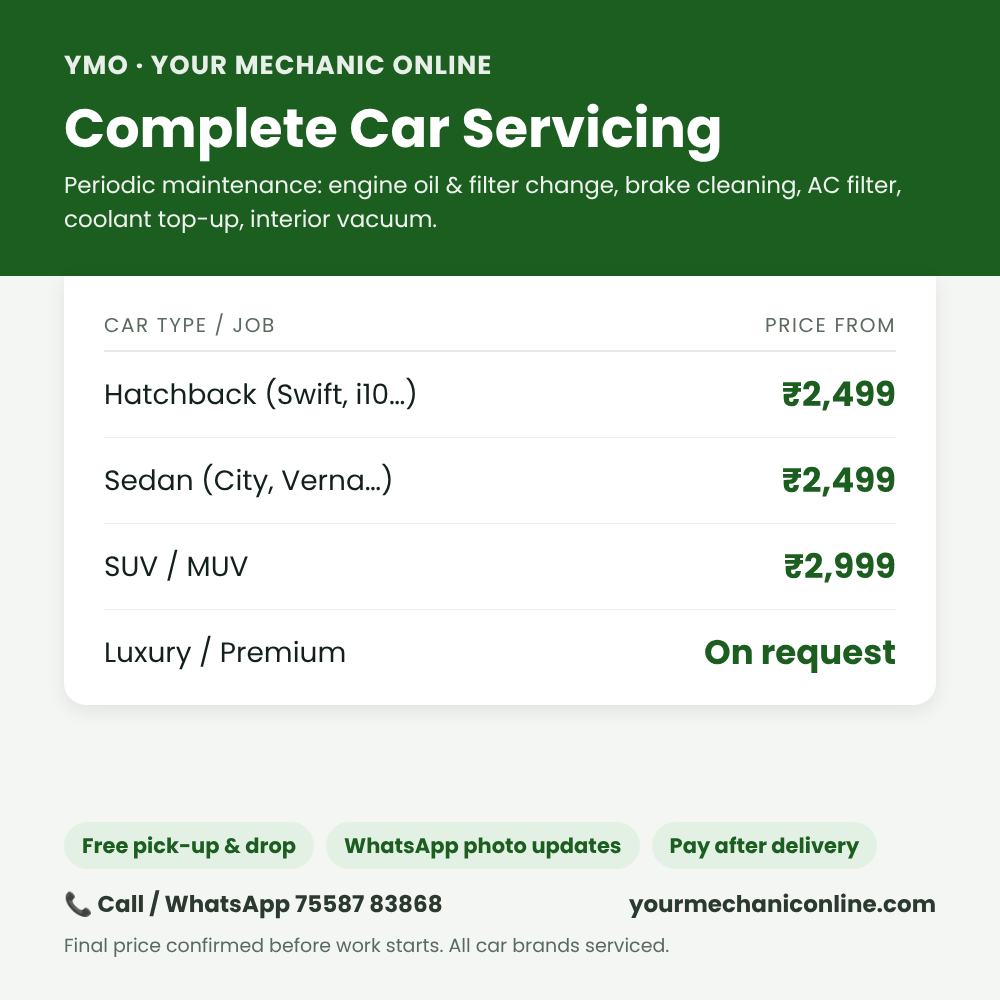 YMO · YOUR MECHANIC ONLINE
Complete Car Servicing
Periodic maintenance: engine oil & filter change, brake cleaning, AC filter,
coolant top-up, interior vacuum.
CAR TYPE / JOB PRICE FROM
Hatchback (Swift, i10...) ₹2,499
Sedan (City, Verna...) ₹2,499
SUV / MUV ₹2,999
Luxury / Premium On request
Free pick-up & drop WhatsApp photo updates Pay after delivery
📞 Call / WhatsApp 75587 83868 yourmechaniconline.com
Final price confirmed before work starts. All car brands serviced.